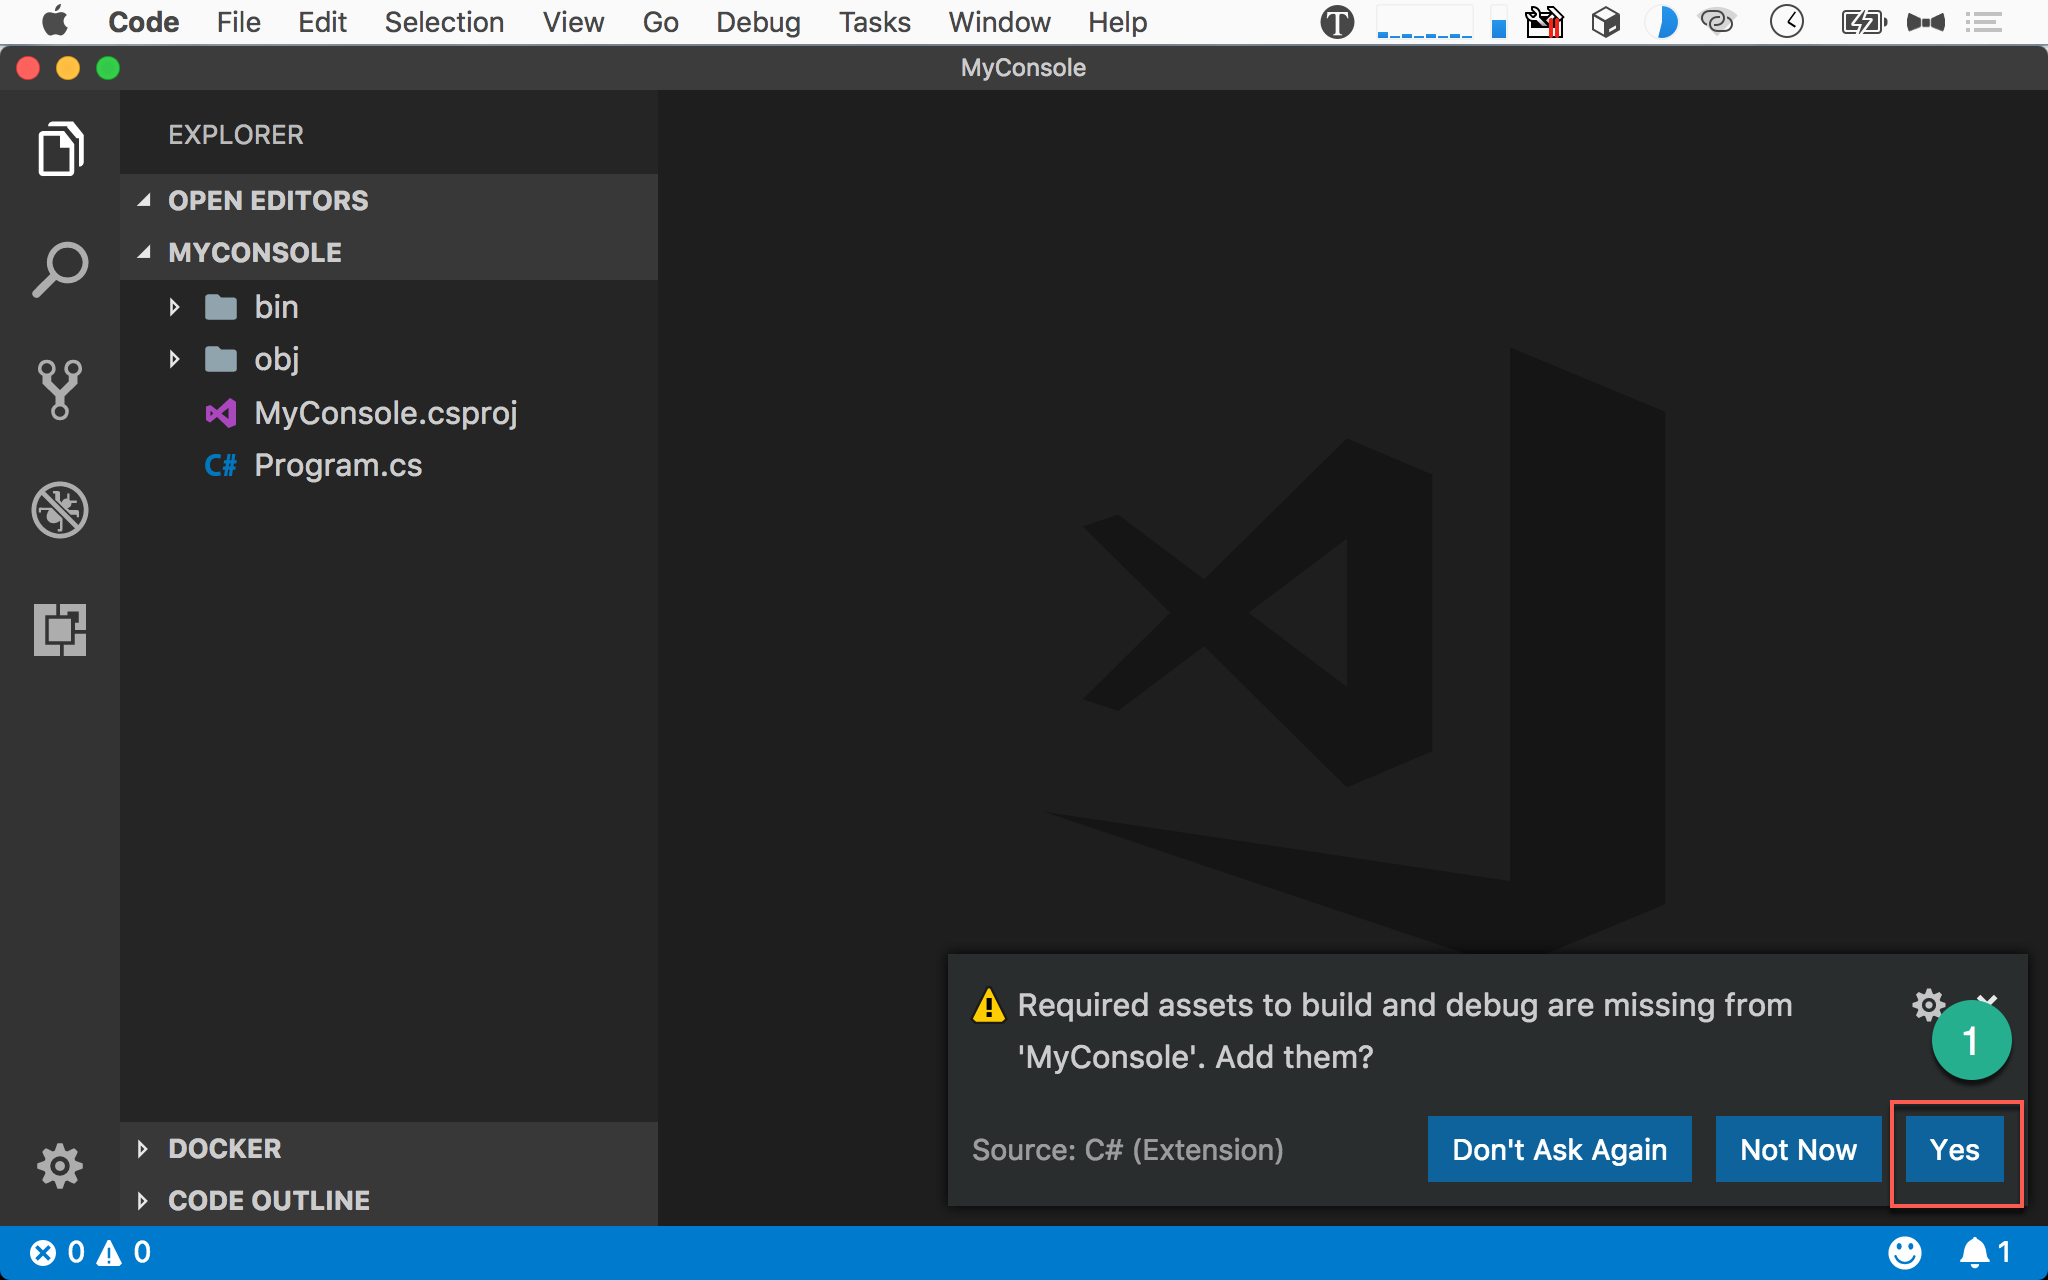 Code File Edit Selection View Go Debug Tasks Window Help
MyConsole
EXPLORER
OPEN EDITORS
MYCONSOLE
bin
obj
MyConsole.csproj
C# Program.cs
Required assets to build and debug are missing from
'MyConsole'. Add them?
1
Source: C# (Extension) Don't Ask Again Not Now Yes
DOCKER
CODE OUTLINE
0 0 1